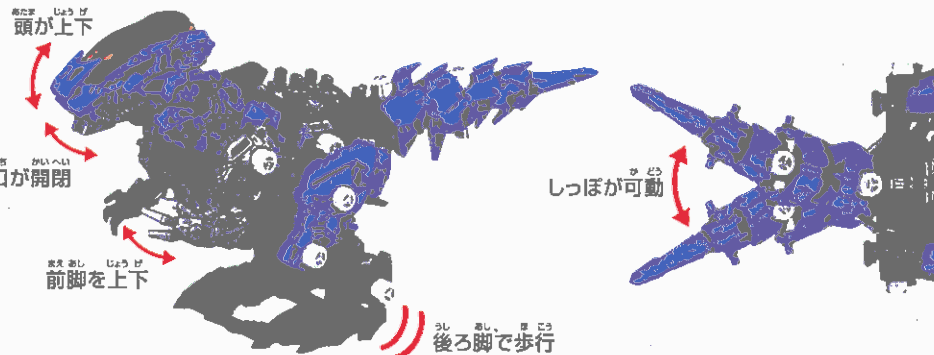 頭が上下
口が開閉
前脚を上下
後ろ脚で歩行
しっぽが可動